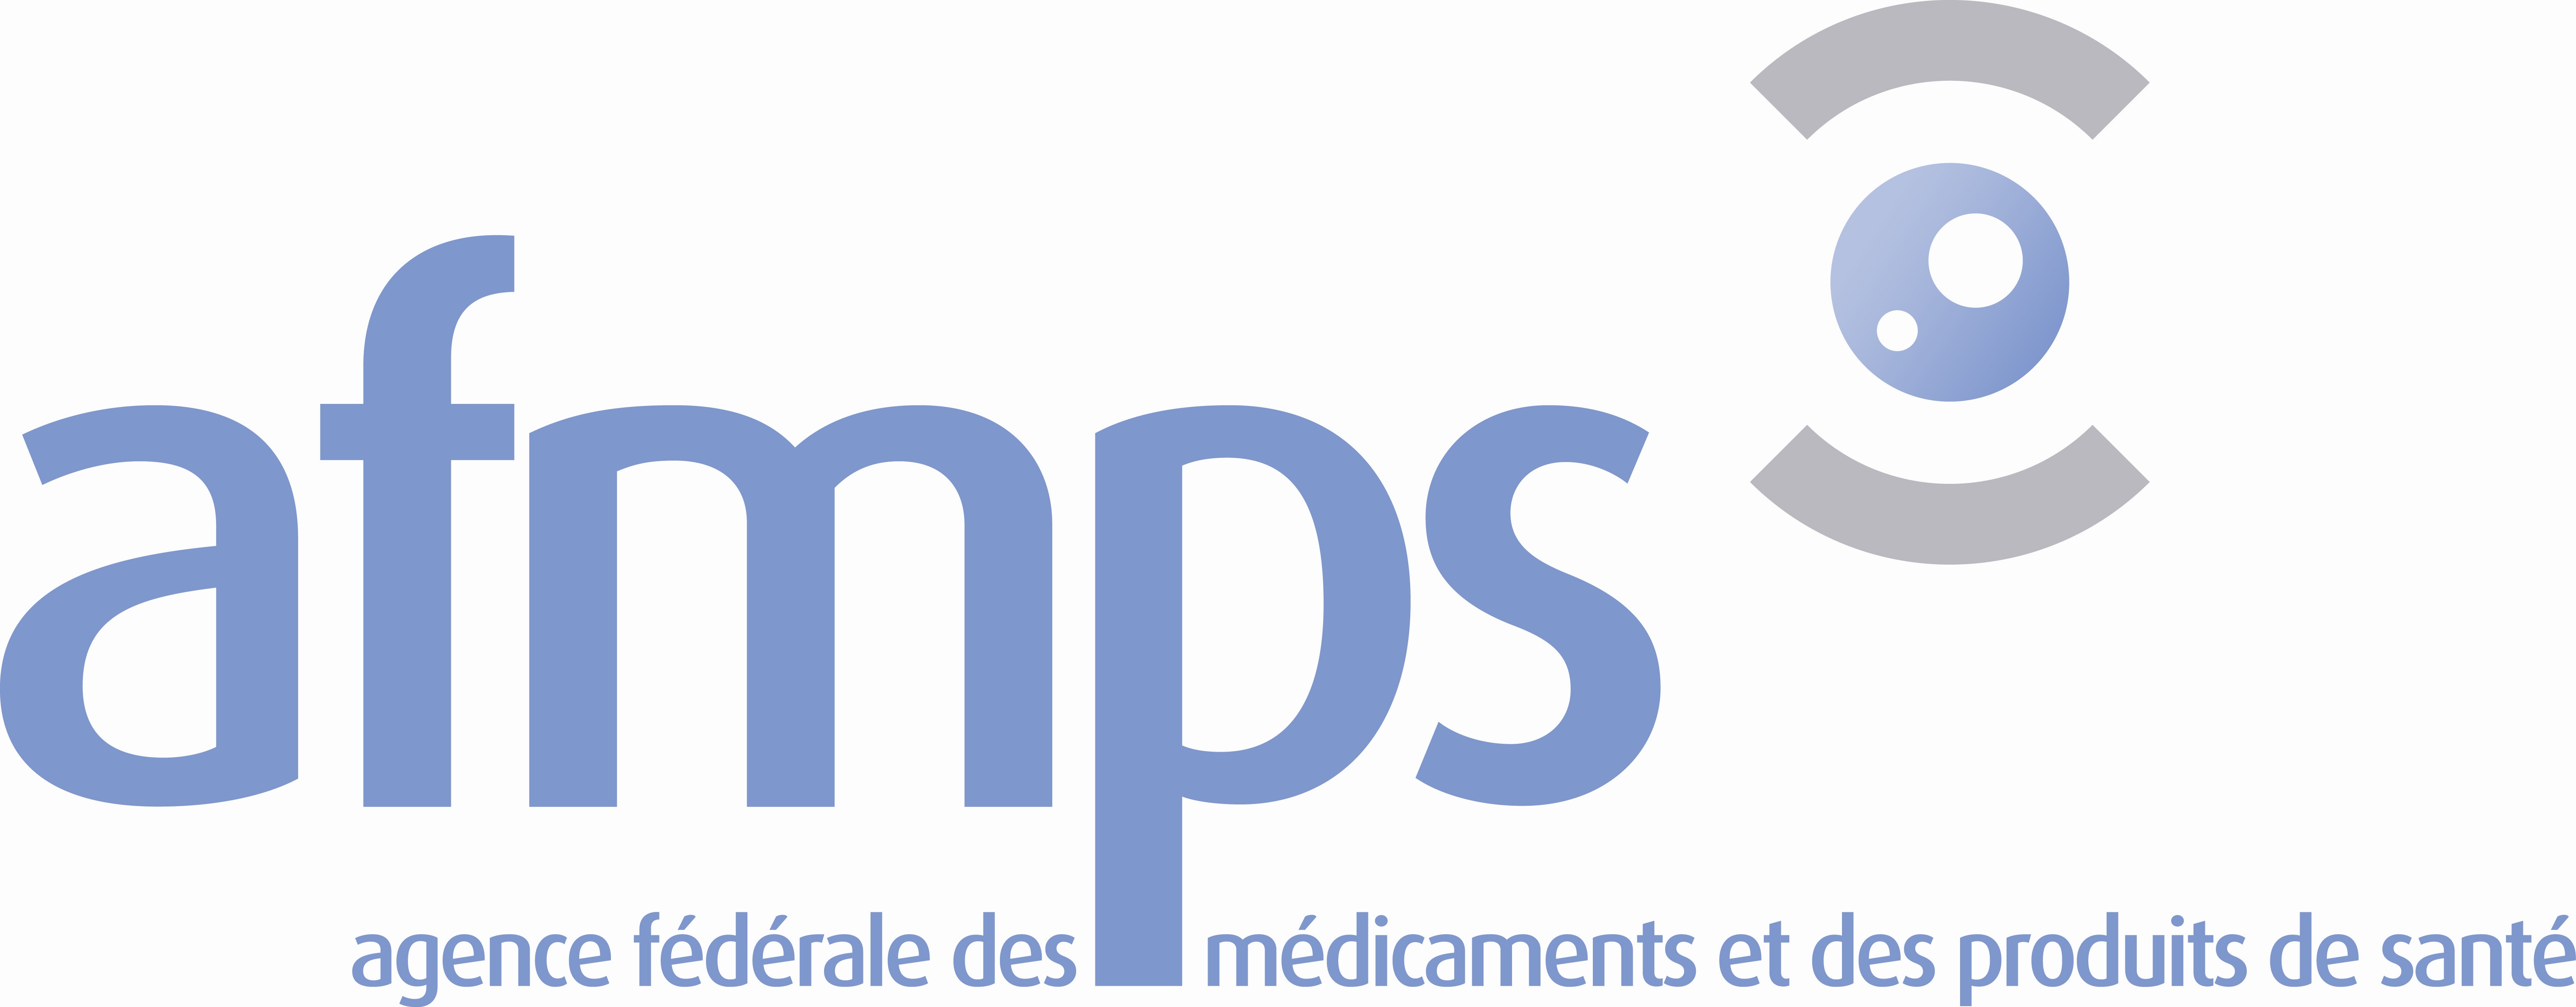 afmps
agence fédérale des médicaments et des produits de santé